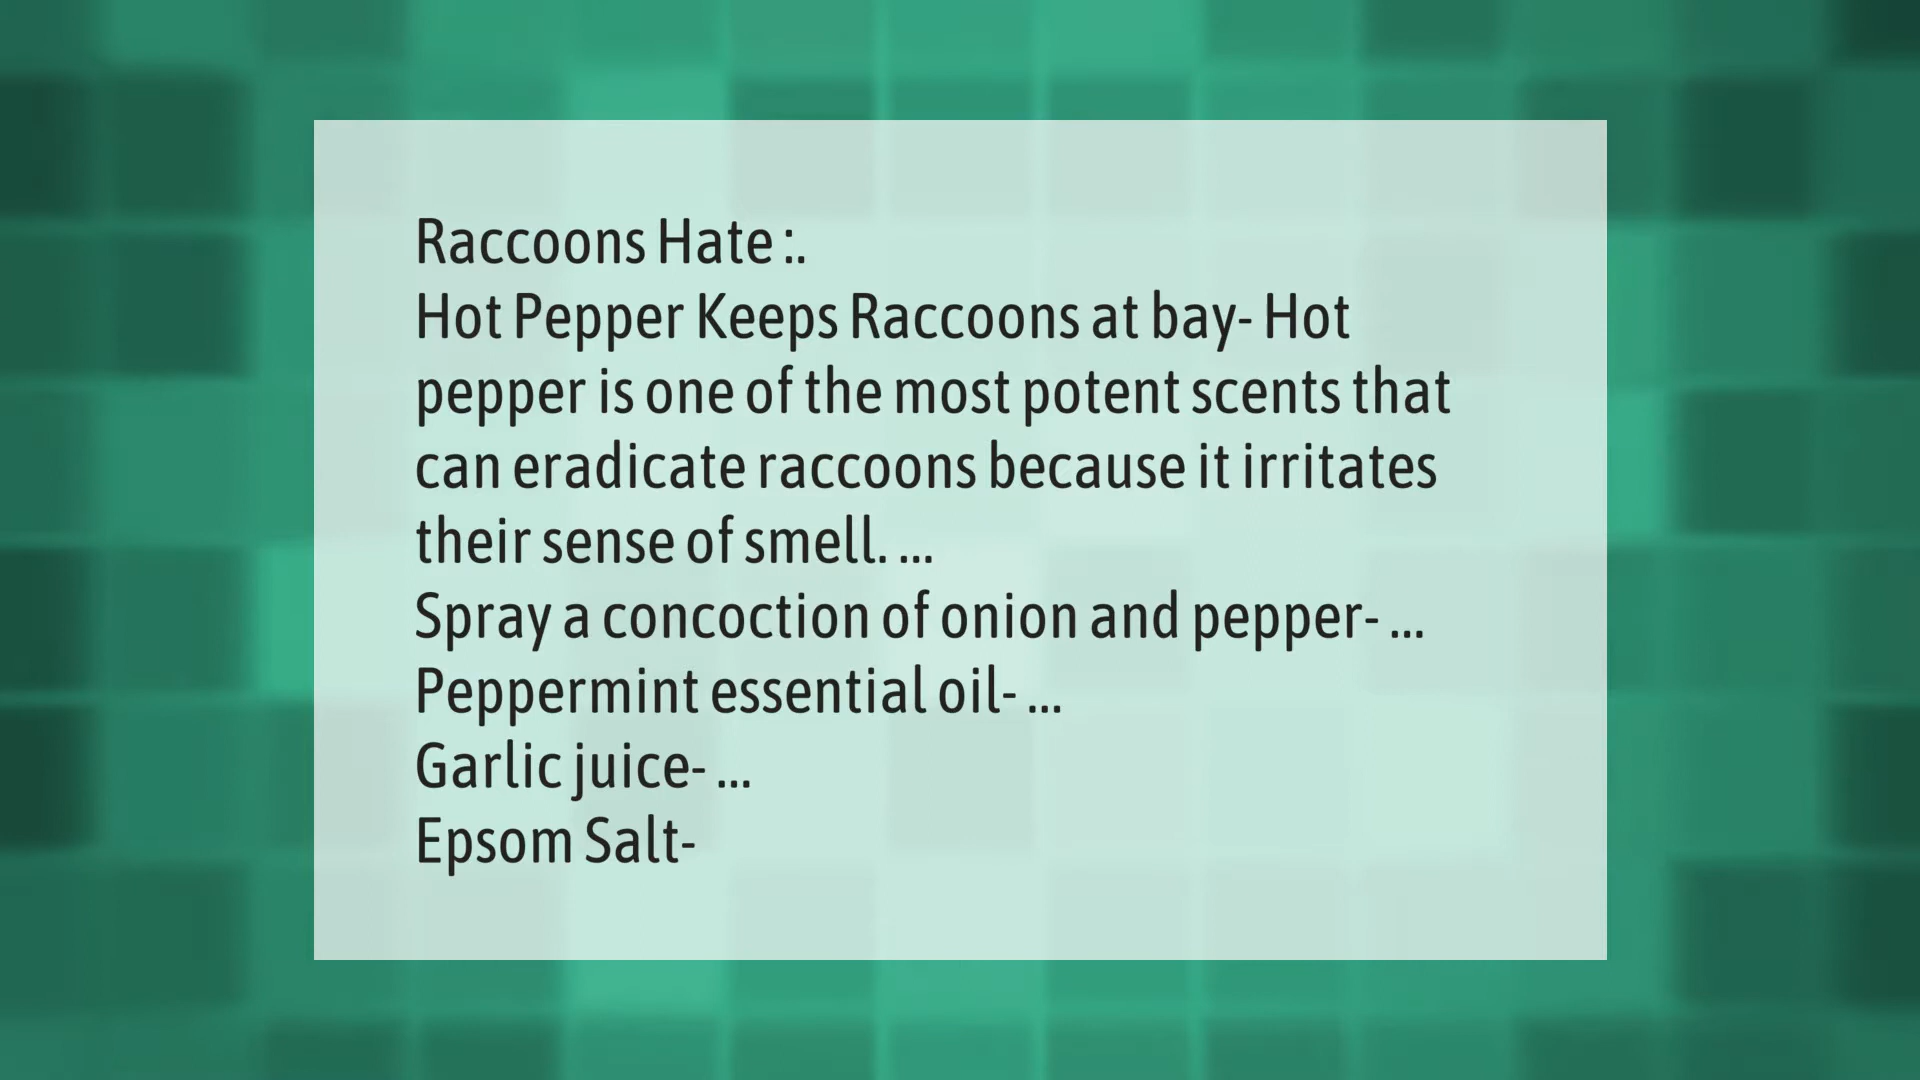 Raccoons Hate :.
Hot Pepper Keeps Raccoons at bay- Hot
pepper is one of the most potent scents that
can eradicate raccoons because it irritates
their sense of smell. ...
Spray a concoction of onion and pepper- ...
Peppermint essential oil- ...
Garlic juice- ...
Epsom Salt-